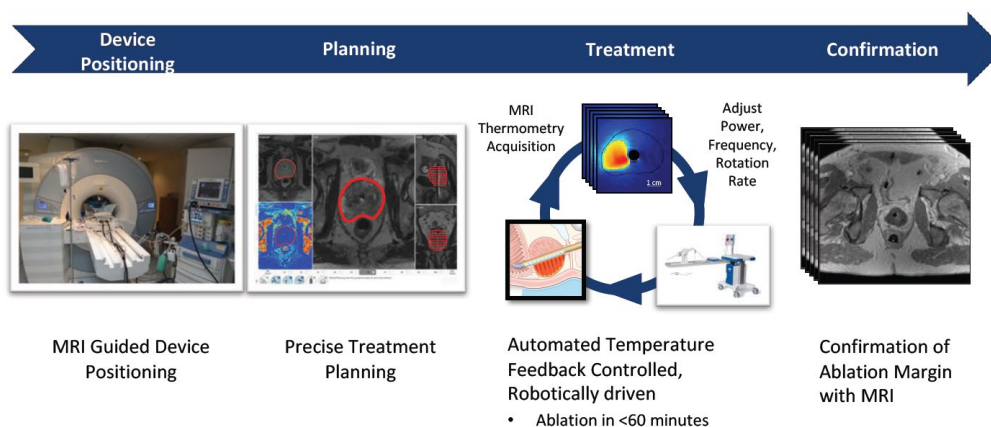 Device
Positioning
Planning
Treatment
Confirmation
MRI
Thermometry
Acquisition
Adjust
Power,
Frequency,
Rotation
Rate
1 cm
MRI Guided Device
Positioning
Precise Treatment
Planning
Automated Temperature
Feedback Controlled,
Robotically driven
• Ablation in <60 minutes
Confirmation of
Ablation Margin
with MRI